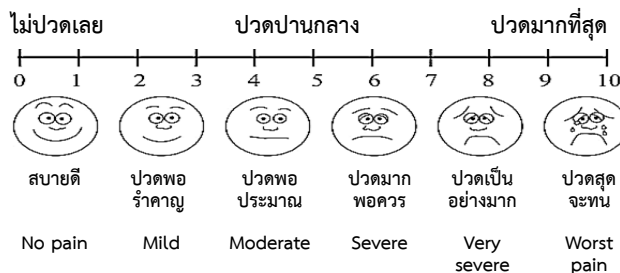 ไม่ปวดเลย ปวดปานกลาง ปวดมากที่สุด
0 1 2 3 4 5 6 7 8 9 10
สบายดี ปวดพอ ปวดพอ ปวดมาก ปวดเป็น ปวดสุด
รำคาญ ประมาณ พอควร อย่างมาก จะทน
No pain Mild Moderate Severe Very Worst
severe pain